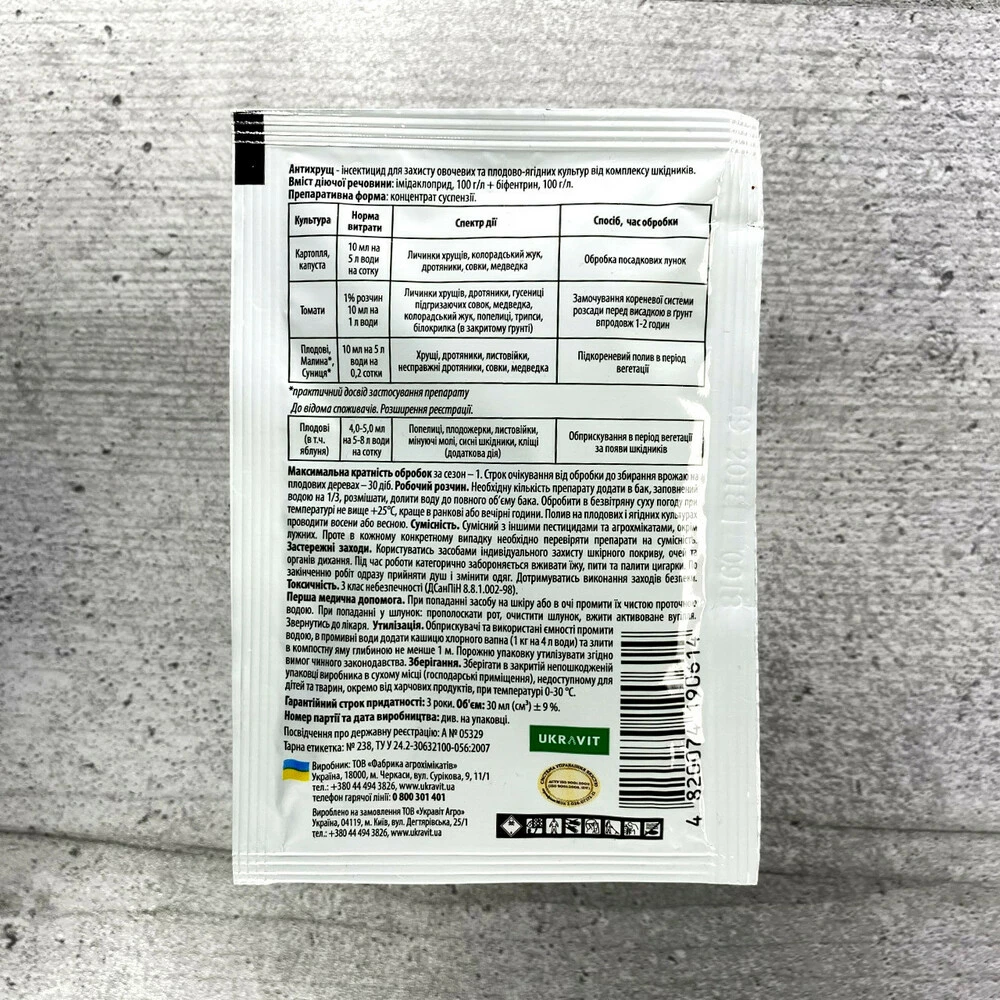 Антихрущ - інсектицид для захисту овочевих та плодово-ягідних культур від комплексу шкідників.
Вміст діючої речовини: імідаклоприд, 100 г/л + біфентрин, 100 г/л.
Препаративна форма: концентрат суспензії.
Культура Норма витрати Спектр дії Спосіб, час обробки
Картопля, капуста 10 мл на 5 л води на сотку Личинки хрущів, колорадський жук, дротяники, совки, медведка Обробка посадкових лунок
Томати 1% розчин 10 мл на 1 л води Личинки хрущів, дротяники, гусениці підгризаючих совок, медведка, колорадський жук, попелиці, трипси, білокрилка (в закритому ґрунті) Замочування кореневої системи розсади перед висадкою в ґрунт впродовж 1-2 годин
Плодові, Малина*, Суниця* 10 мл на 5 л води на 0,2 сотки Хрущі, дротяники, листовійки, несправжні дротяники, совки, медведка Підкореневий полив в період вегетації
*практичний досвід застосування препарату
До відома споживачів. Розширення реєстрації.
Плодові (в т.ч. яблуня) 4,0-5,0 мл на 5-8 л води на сотку Попелиці, плодожерки, листовійки, мінуючі молі, сисні шкідники, кліщі (додаткова дія) Обприскування в період вегетації за появи шкідників
Максимальна кратність обробок за сезон – 1. Строк очікування від обробки до збирання врожаю на
плодових деревах – 30 діб. Робочий розчин. Необхідну кількість препарату додати в бак, заповнений
водою на 1/3, розмішати, долити воду до повного об'єму бака. Обробити в безвітряну суху погоду при
температурі не вище +25°С, краще в ранкові або вечірні години. Полив на плодових і ягідних культурах
проводити восени або весною. Сумісність. Сумісний з іншими пестицидами та агрохмікатами, окрім
лужних. Проте в кожному конкретному випадку необхідно перевіряти препарати на сумісність.
Застережні заходи. Користуватись засобами індивідуального захисту шкірного покриву, очей та
органів дихання. Під час роботи категорично забороняється вживати їжу, пити та палити цигарки. По
закінченню робіт одразу прийняти душ і змінити одяг. Дотримуватись виконання заходів безпеки.
Токсичність. 3 клас небезпечності (ДСанПіН 8.8.1.002-98).
Перша медична допомога. При попаданні засобу на шкіру або в очі промити їх чистою проточною
водою. При попаданні у шлунок: прополоскати рот, очистити шлунок, вжити активоване вугілля.
Звернутись до лікаря. Утилізація. Обприскувачі та використані ємності промити
водою, в промивні води додати кашицю хлорного вапна (1 кг на 4 л води) та злити
в компостну яму глибиною не менше 1 м. Порожню упаковку утилізувати згідно
вимог чинного законодавства. Зберігання. Зберігати в закритій непошкодженій
упаковці виробника в сухому місці (господарські приміщення), недоступному для
дітей та тварин, окремо від харчових продуктів, при температурі 0-30 °С.
Гарантійний строк придатності: 3 роки. Об'єм: 30 мл (см³) ± 9 %.
Номер партії та дата виробництва: див. на упаковці.
Посвідчення про державну реєстрацію: А № 05329
Тарна етикетка: № 238, ТУ У 24.2-30632100-056:2007
UKRAVIT
Виробник: ТОВ «Фабрика агрохімікатів»
Україна, 18000, м. Черкаси, вул. Сурікова, 9, 11/1
тел.: +380 44 494 3826, www.ukravit.ua
телефон гарячої лінії: 0 800 301 401
Вироблено на замовлення ТОВ «Укравіт Агро»
Україна, 04119, м. Київ, вул. Дегтярівська, 25/1
тел.: +380 44 494 3826, www.ukravit.ua